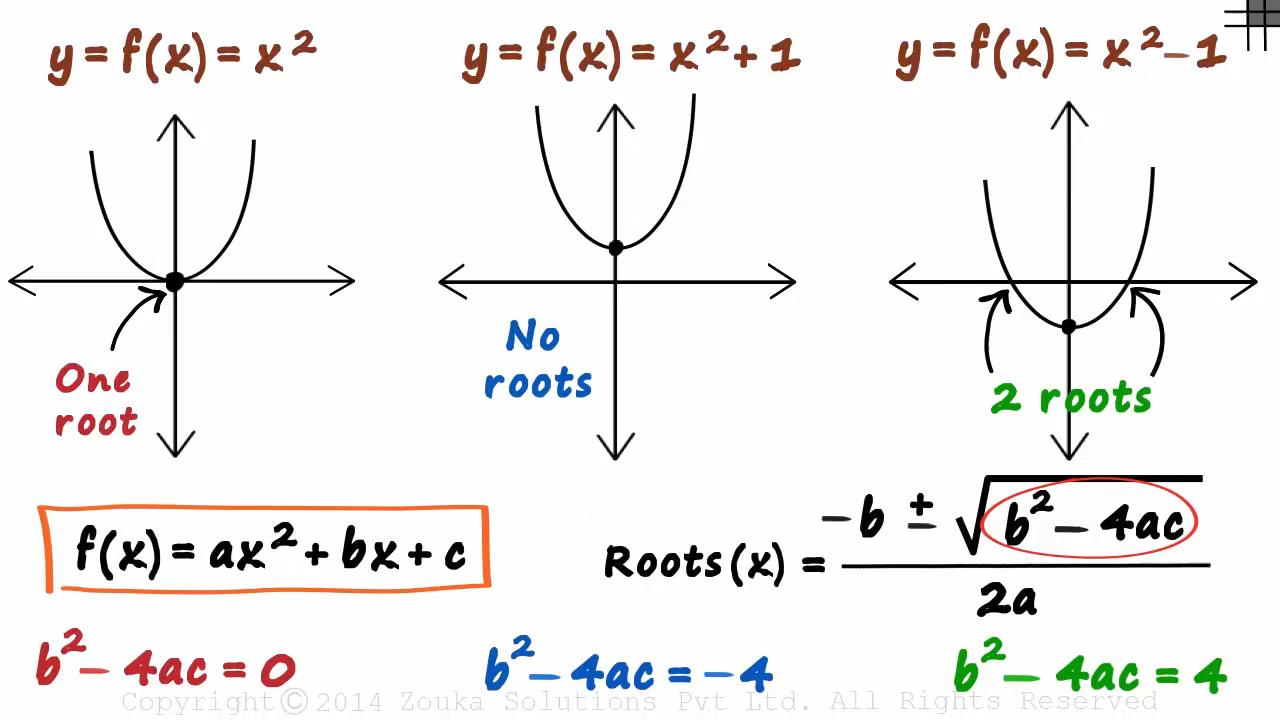 y = f(x) = x²
y = f(x) = x² + 1
y = f(x) = x² – 1
One
root
No
roots
2 roots
f(x) = ax² + bx + c
Roots(x) = (–b ± √(b² – 4ac)) / 2a
b² – 4ac = 0
b² – 4ac = –4
b² – 4ac = 4
Copyright © 2014 Zouka Solutions Pvt Ltd. All Rights Reserved